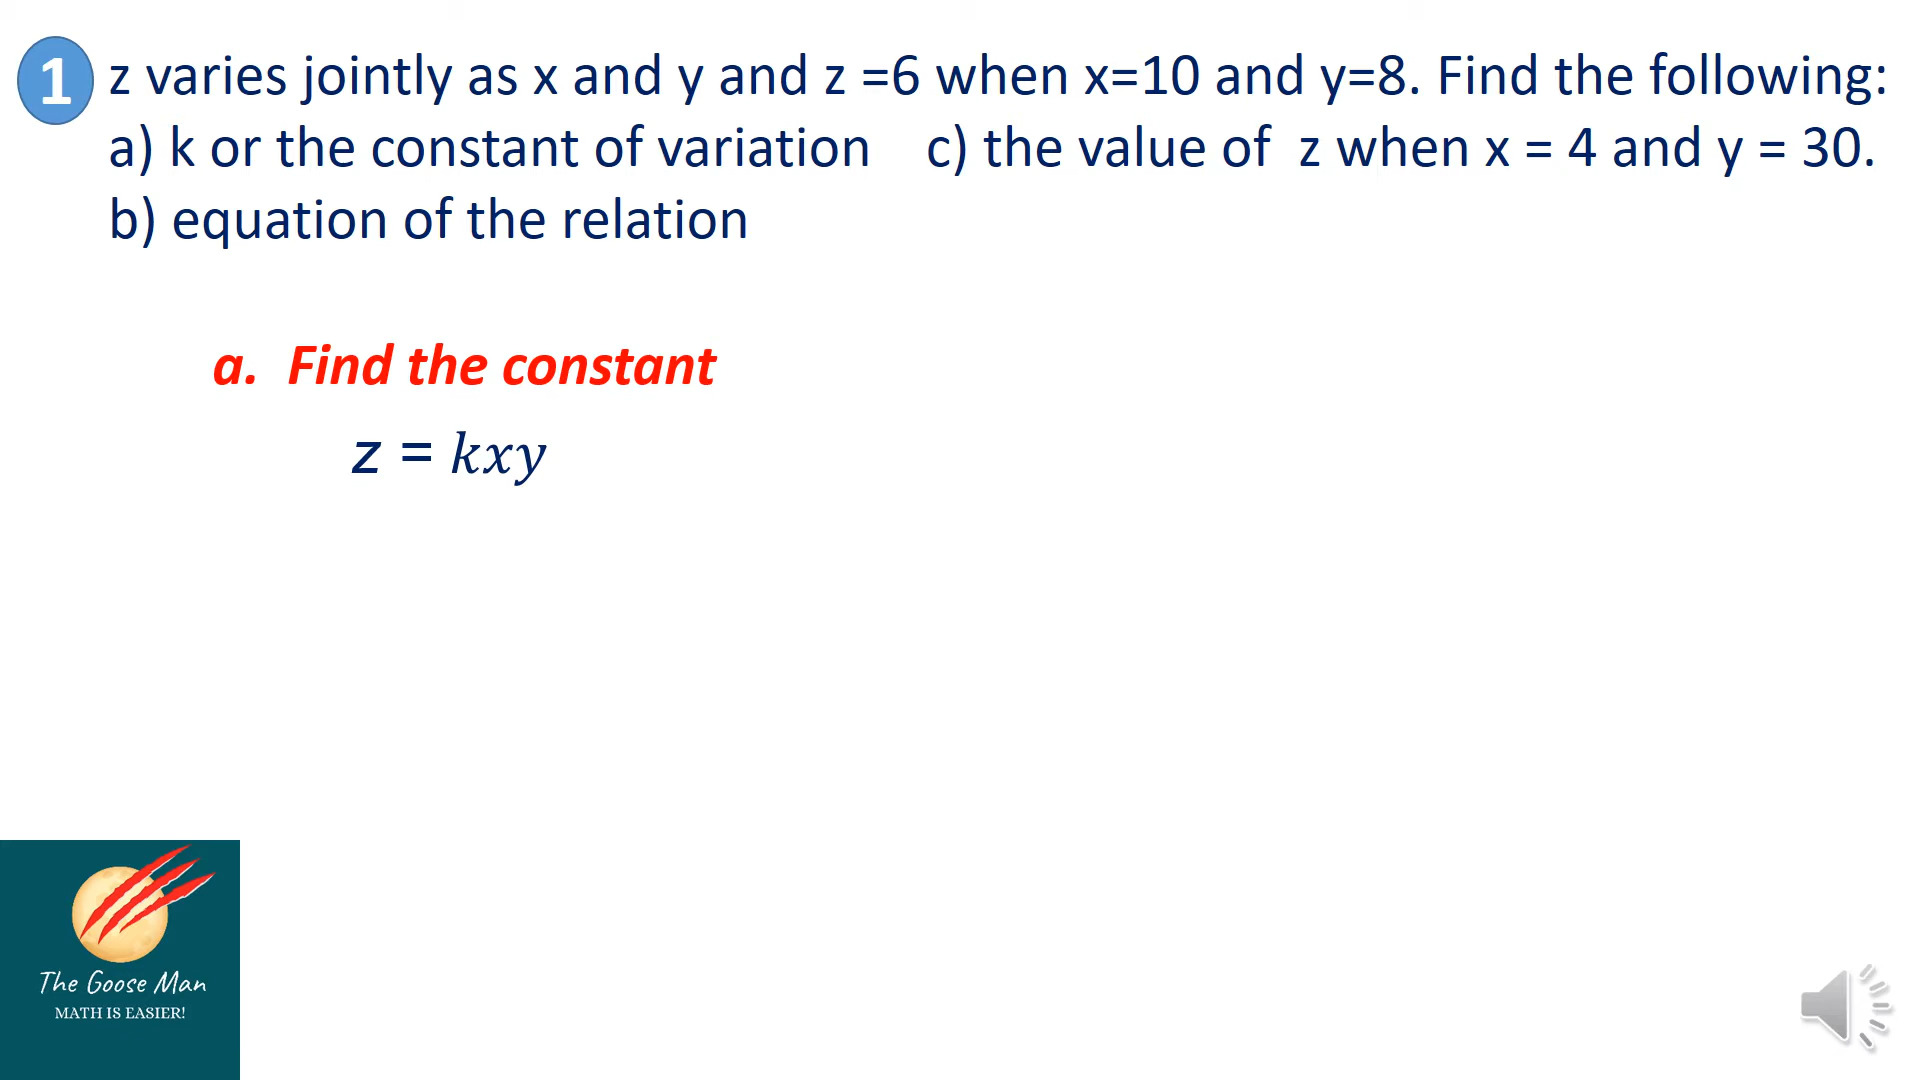 1
z varies jointly as x and y and z =6 when x=10 and y=8. Find the following:
a) k or the constant of variation c) the value of z when x = 4 and y = 30.
b) equation of the relation
a. Find the constant
z = kxy
The Goose Man
MATH IS EASIER!